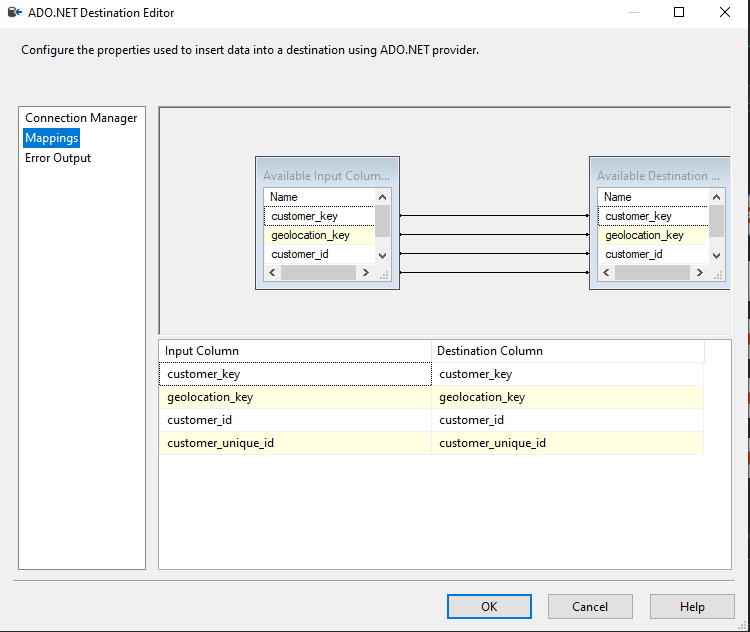 ADO.NET Destination Editor
Configure the properties used to insert data into a destination using ADO.NET provider.
Connection Manager
Mappings
Error Output
Available Input Colum...
Name
customer_key
geolocation_key
customer_id
Available Destination ...
Name
customer_key
geolocation_key
customer_id
Input Column Destination Column
customer_key customer_key
geolocation_key geolocation_key
customer_id customer_id
customer_unique_id customer_unique_id
OK Cancel Help